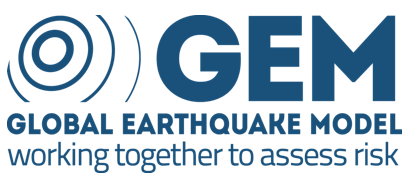 GEM
GLOBAL EARTHQUAKE MODEL
working together to assess risk